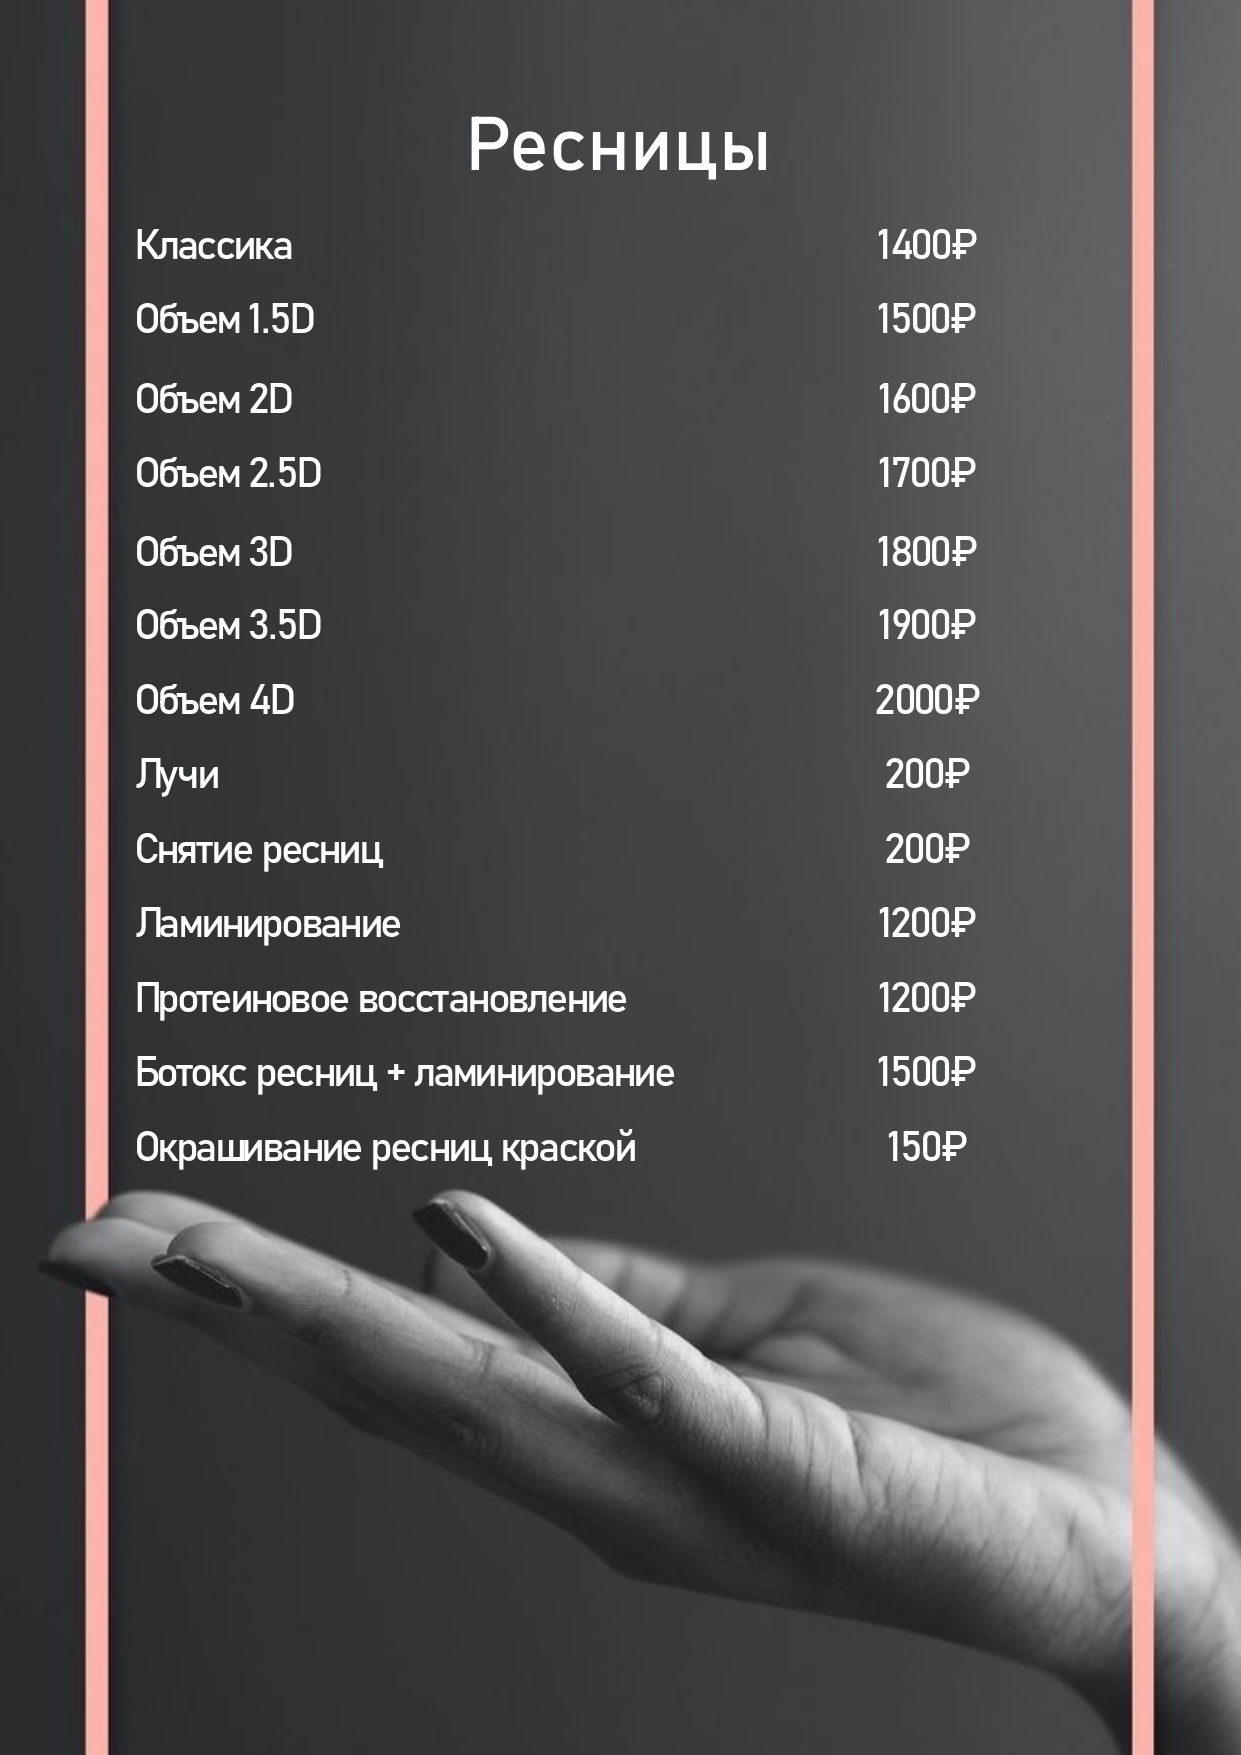 Ресницы
Классика 1400₽
Объем 1.5D 1500₽
Объем 2D 1600₽
Объем 2.5D 1700₽
Объем 3D 1800₽
Объем 3.5D 1900₽
Объем 4D 2000₽
Лучи 200₽
Снятие ресниц 200₽
Ламинирование 1200₽
Протеиновое восстановление 1200₽
Ботокс ресниц + ламинирование 1500₽
Окрашивание ресниц краской 150₽